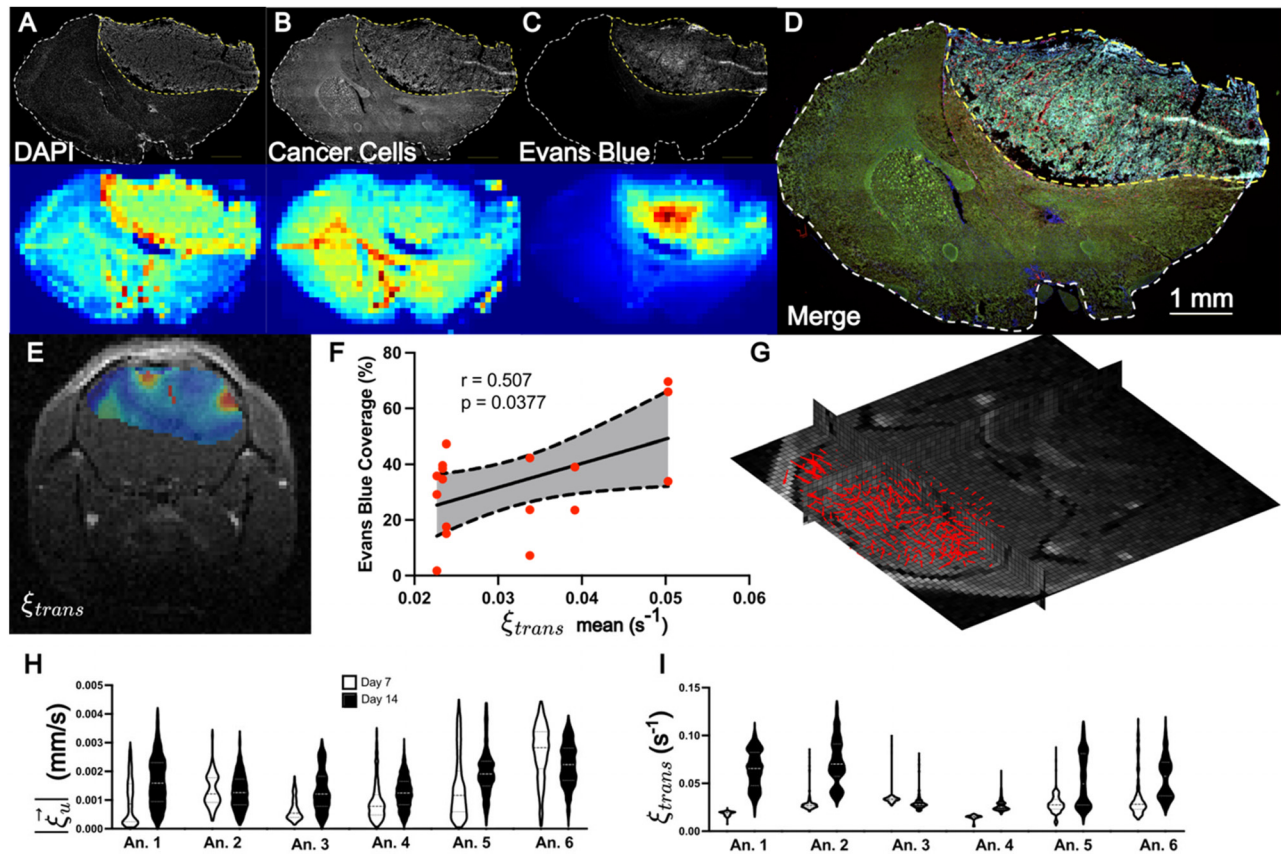 A
B
C
D
DAPI
Cancer Cells
Evans Blue
Merge
1 mm
E
ξtrans
F
r = 0.507
p = 0.0377
Evans Blue Coverage (%)
80
60
40
20
0
0.02 0.03 0.04 0.05 0.06
ξtrans mean (s⁻¹)
G
H
Day 7
Day 14
|ξ⃗u| (mm/s)
0.005
0.004
0.003
0.002
0.001
0.000
An. 1 An. 2 An. 3 An. 4 An. 5 An. 6
I
ξtrans (s⁻¹)
0.15
0.10
0.05
0.00
An. 1 An. 2 An. 3 An. 4 An. 5 An. 6